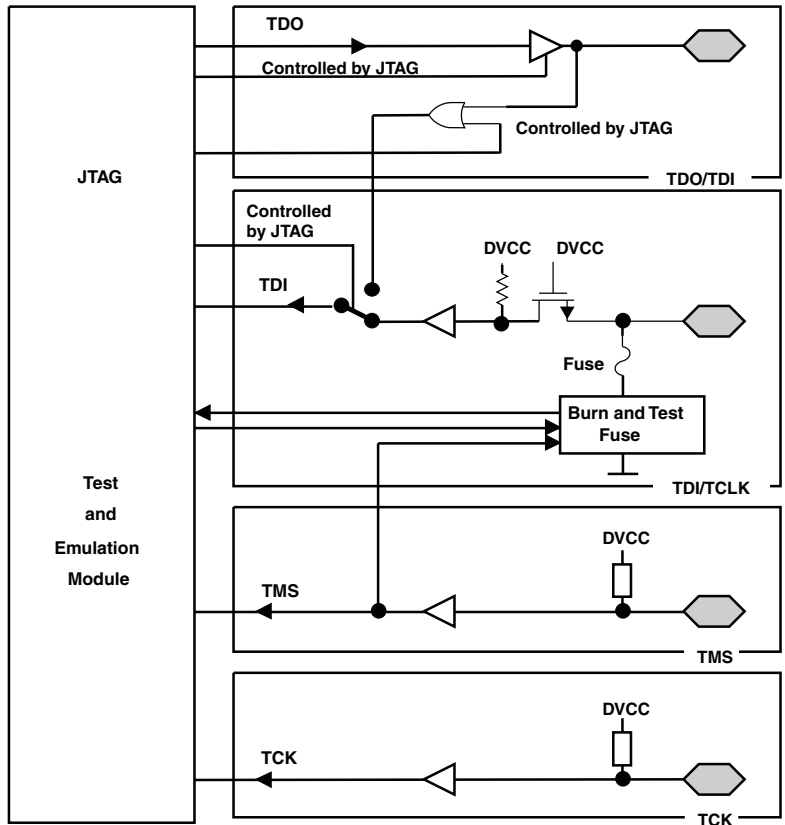 TDO
Controlled by JTAG
Controlled by JTAG
JTAG
TDO/TDI
Controlled
by JTAG
DVCC
DVCC
TDI
Fuse
Burn and Test
Fuse
Test
and
Emulation
Module
TDI/TCLK
DVCC
TMS
TMS
DVCC
TCK
TCK